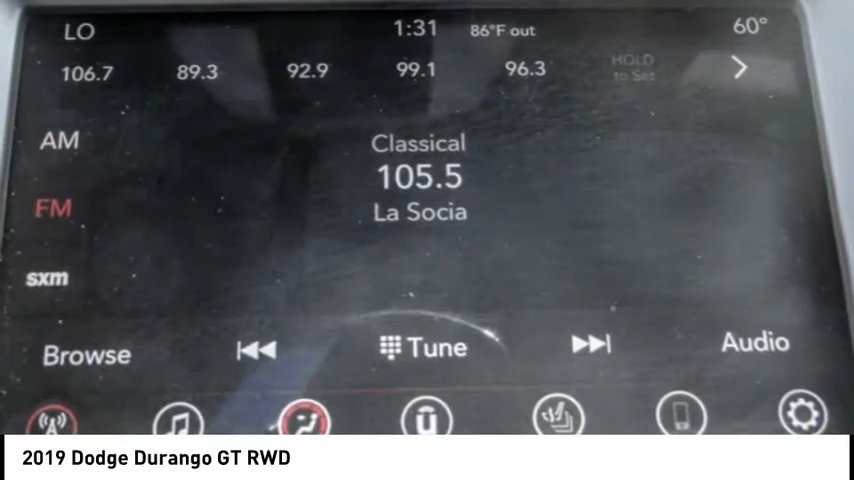 LO 1:31 86°F out 60°
106.7 89.3 92.9 99.1 96.3 HOLD
to Set
AM
Classical
105.5
FM
La Socia
sxm
Browse Tune Audio
2019 Dodge Durango GT RWD